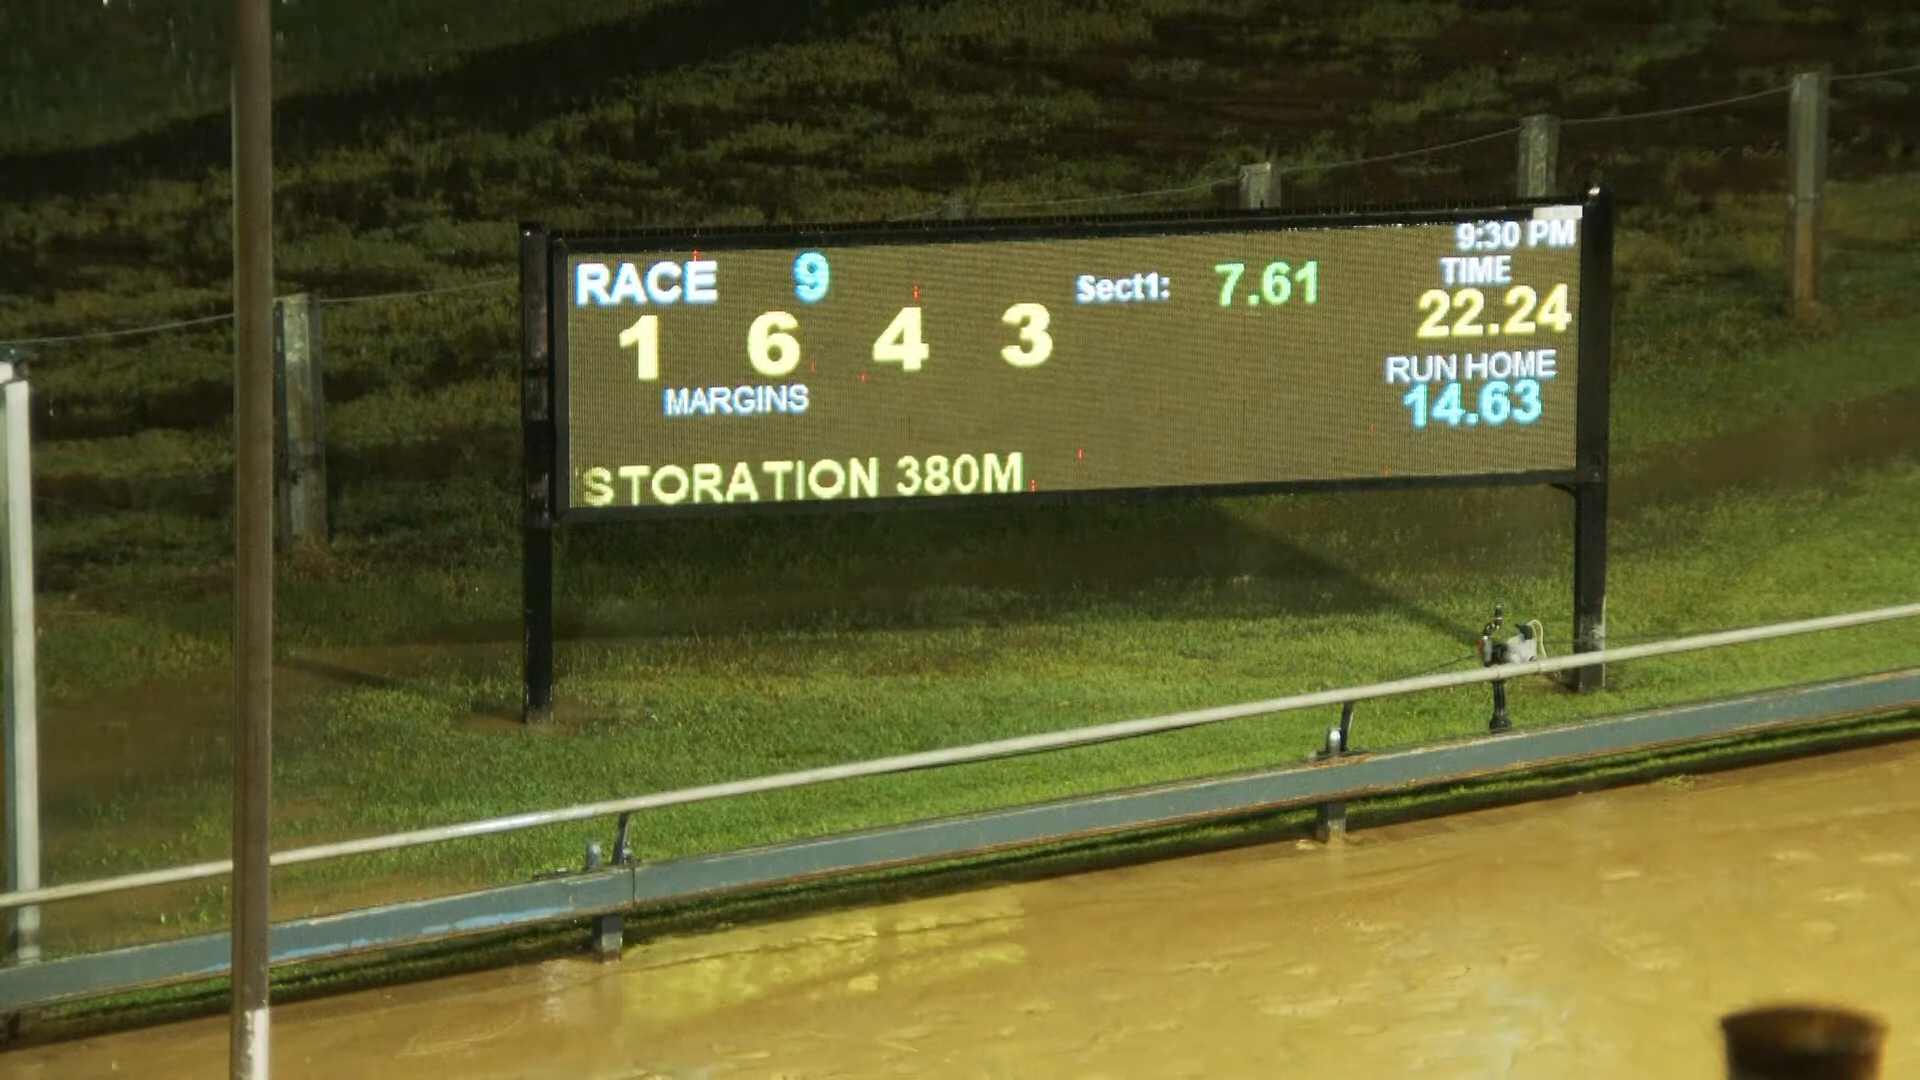 9:30 PM
RACE 9 Sect1: 7.61 TIME
1 6 4 3 22.24
MARGINS RUN HOME
14.63
STORATION 380M